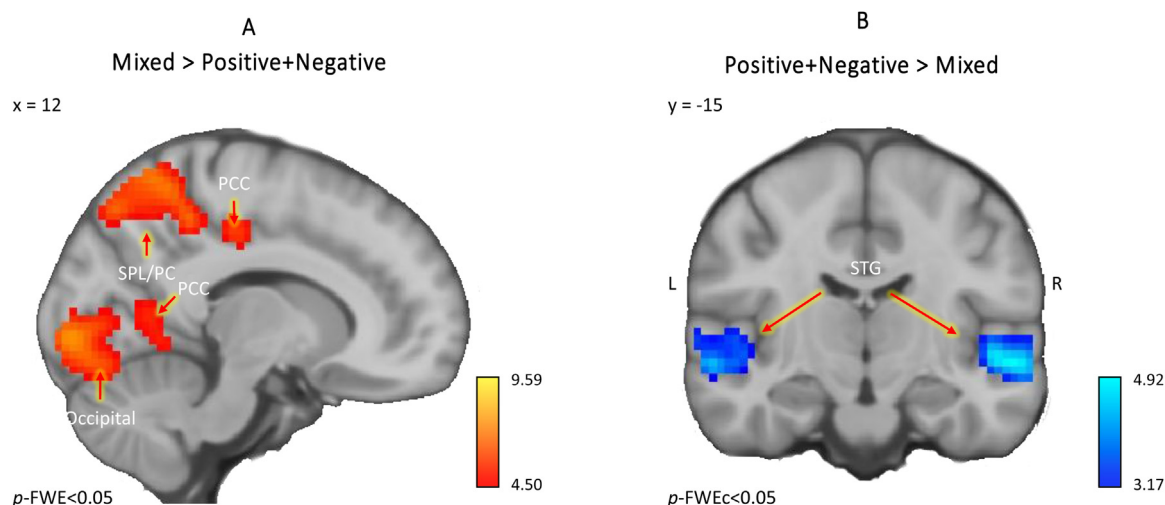 A
Mixed > Positive+Negative
x = 12
PCC
SPL/PC
PCC
Occipital
9.59
4.50
p-FWE<0.05
B
Positive+Negative > Mixed
y = -15
STG
L
R
4.92
3.17
p-FWEc<0.05